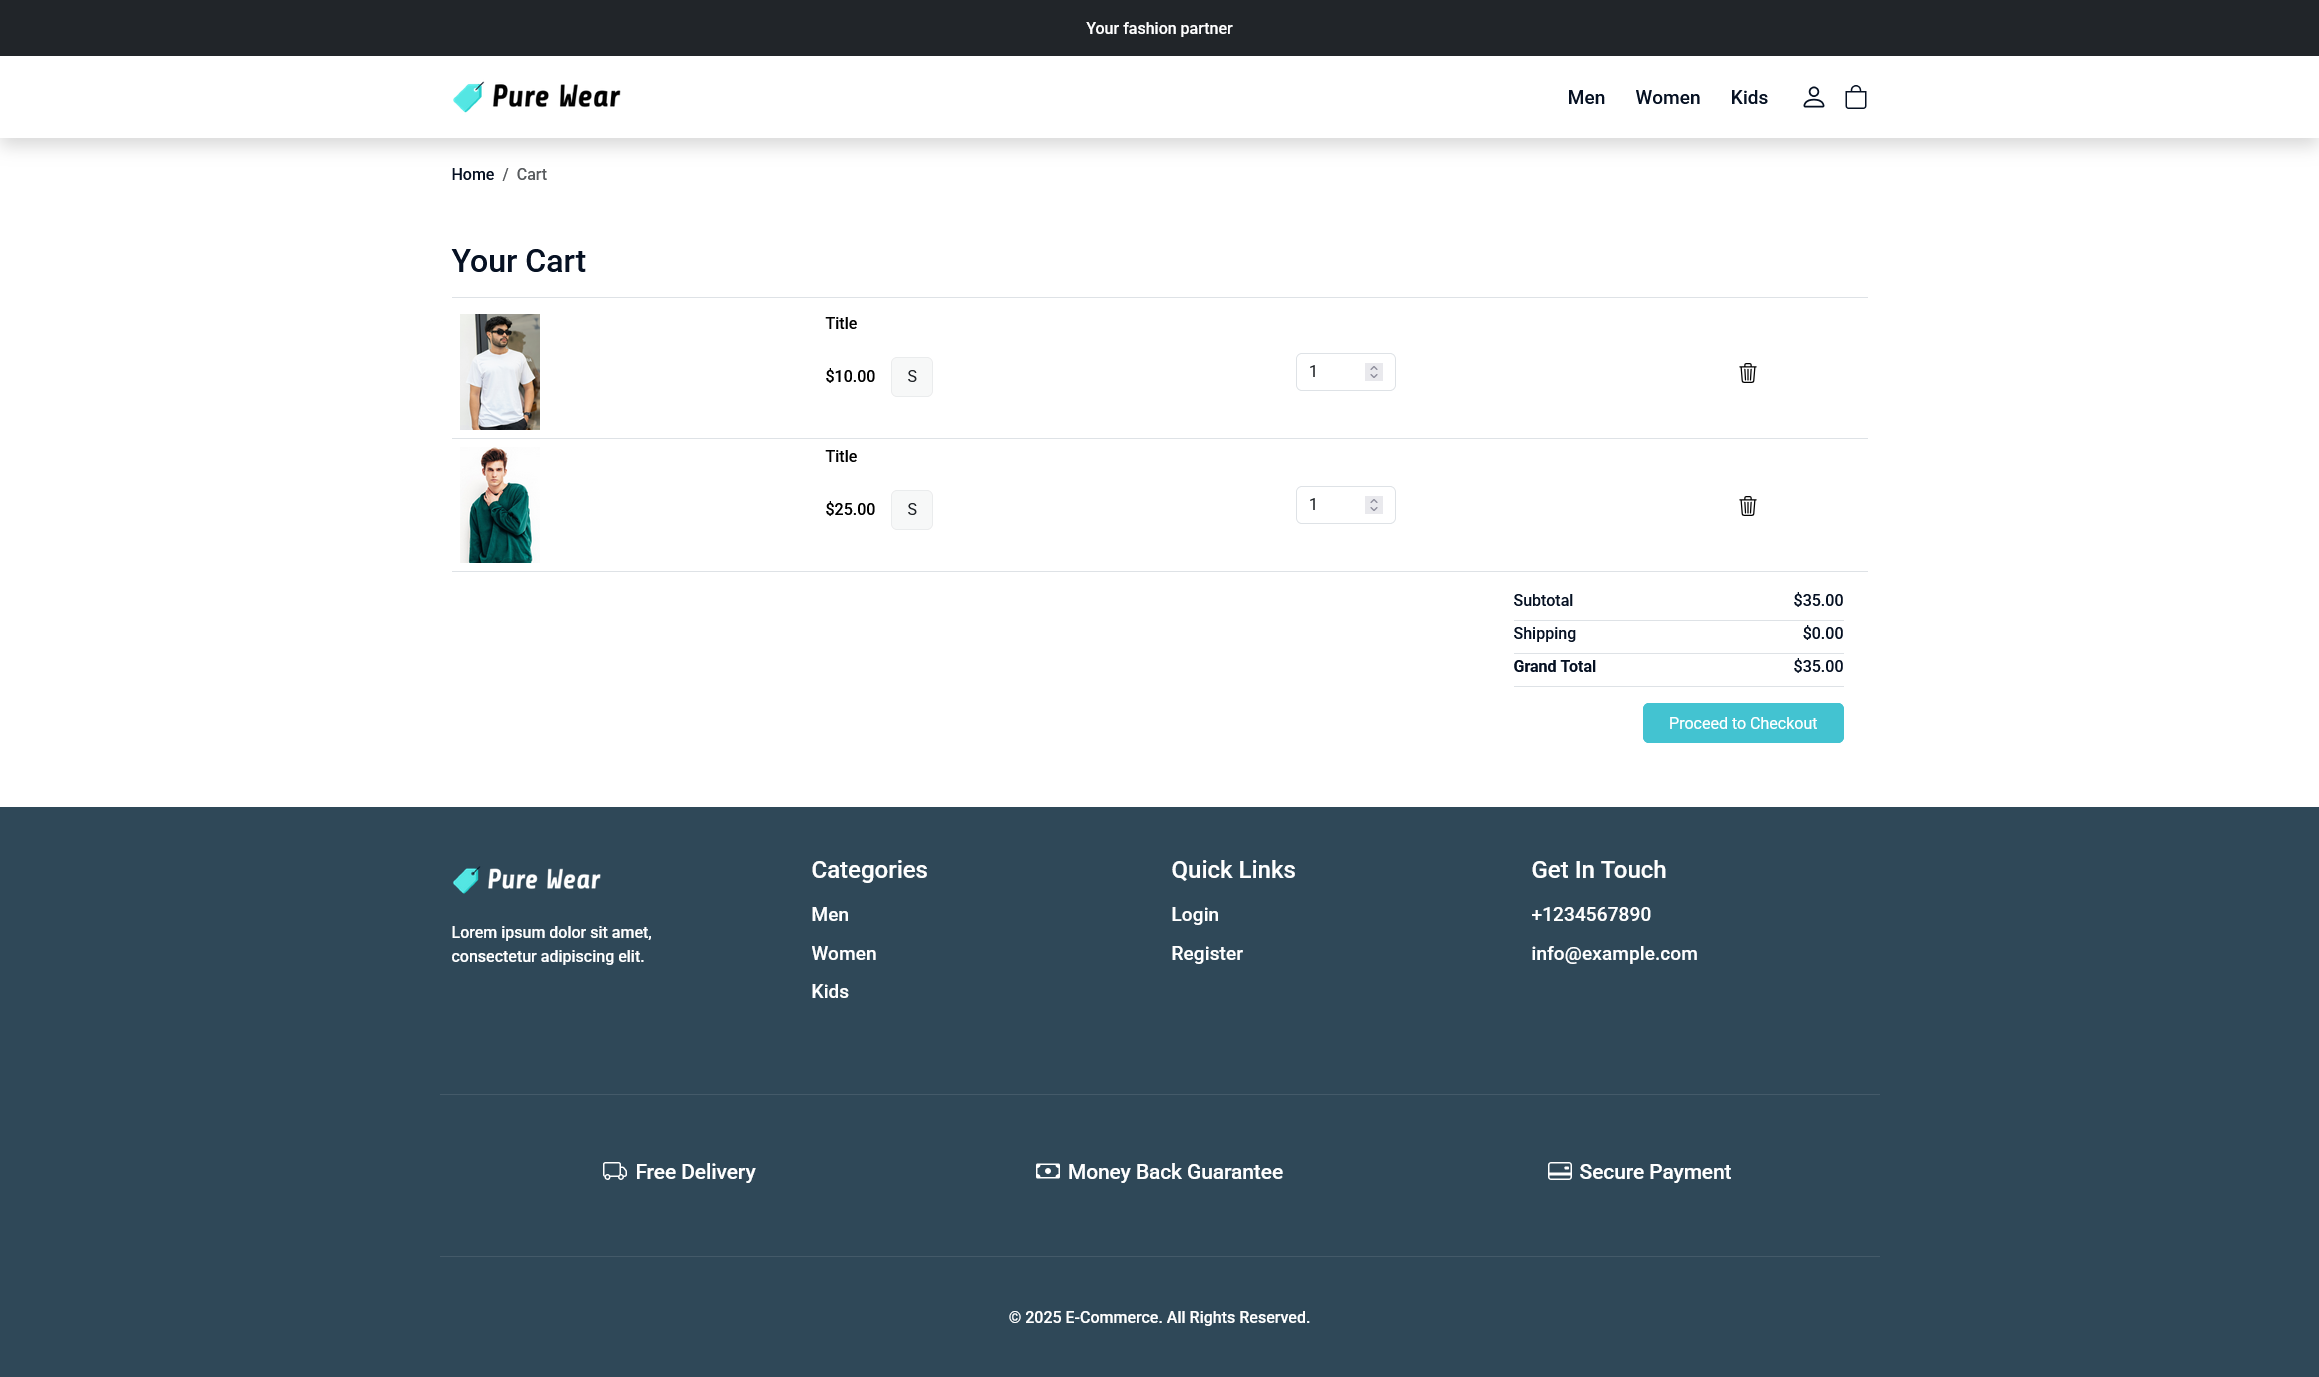 Your fashion partner
Pure Wear
Men Women Kids
Home / Cart
Your Cart
Title
$10.00 S
1
Title
$25.00 S
1
Subtotal $35.00
Shipping $0.00
Grand Total $35.00
Proceed to Checkout
Pure Wear
Lorem ipsum dolor sit amet,
consectetur adipiscing elit.
Categories
Men
Women
Kids
Quick Links
Login
Register
Get In Touch
+1234567890
info@example.com
Free Delivery
Money Back Guarantee
Secure Payment
© 2025 E-Commerce. All Rights Reserved.